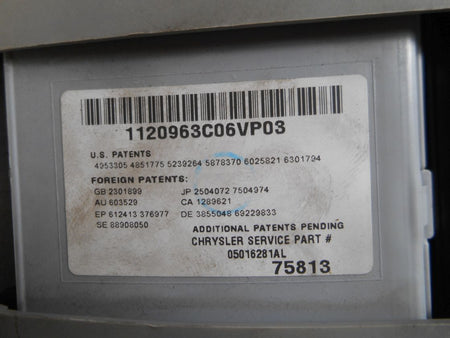 1120963C06VP03
U.S. PATENTS
4953305 4851775 5239264 5878370 6025821 6301794
FOREIGN PATENTS:
GB 2301899 JP 2504072 7504974
AU 603529 CA 1289621
EP 612413 376977 DE 3855048 69229833
SE 88908050
ADDITIONAL PATENTS PENDING
CHRYSLER SERVICE PART #
05016281AL
75813